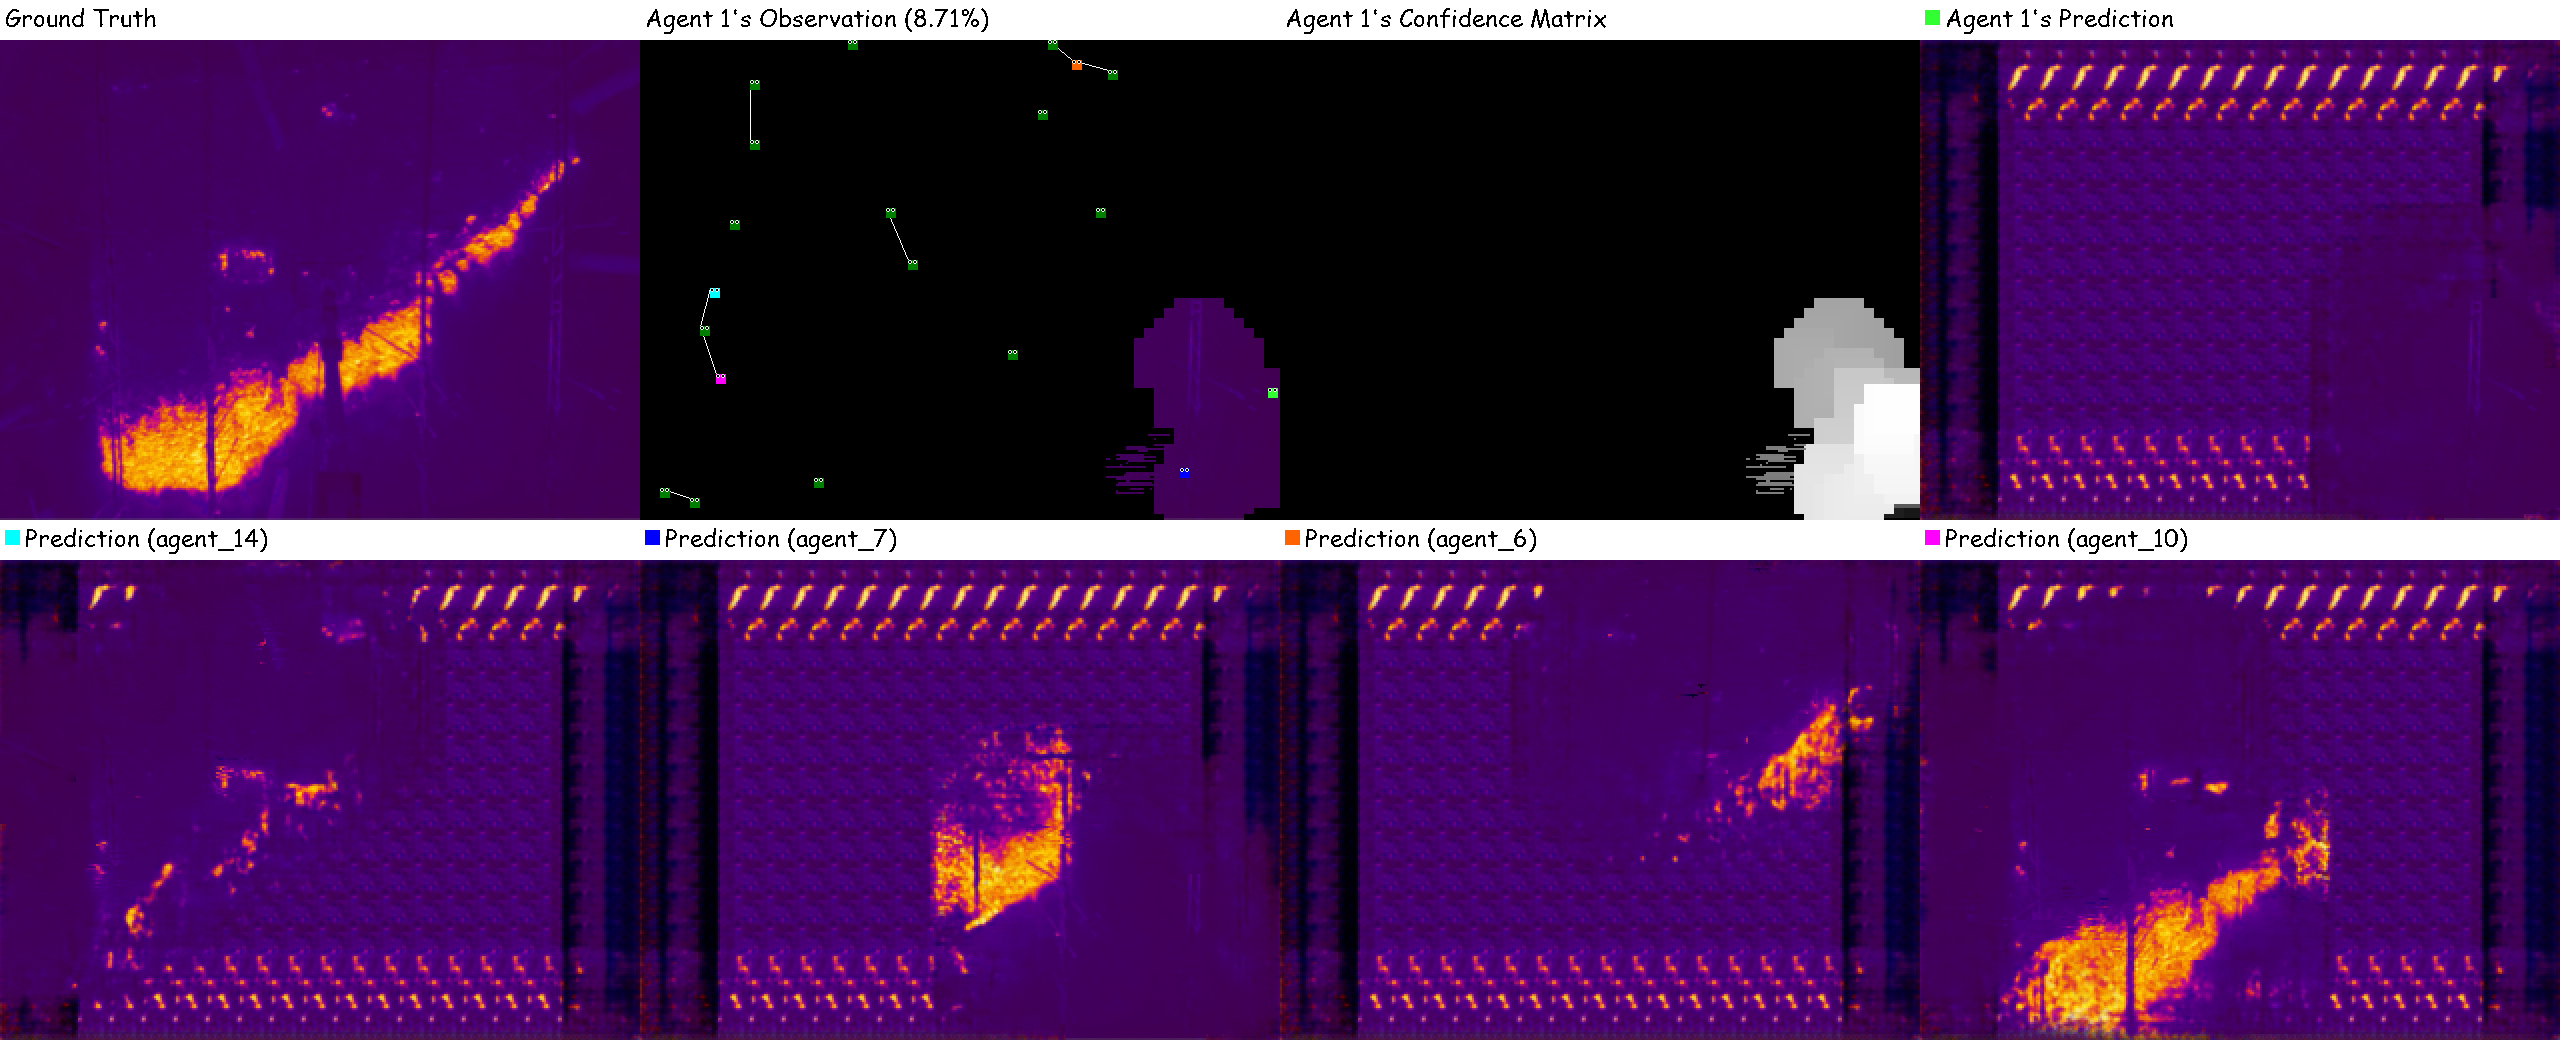 Ground Truth
Agent 1's Observation (8.71%)
Agent 1's Confidence Matrix
Agent 1's Prediction
Prediction (agent_14)
Prediction (agent_7)
Prediction (agent_6)
Prediction (agent_10)